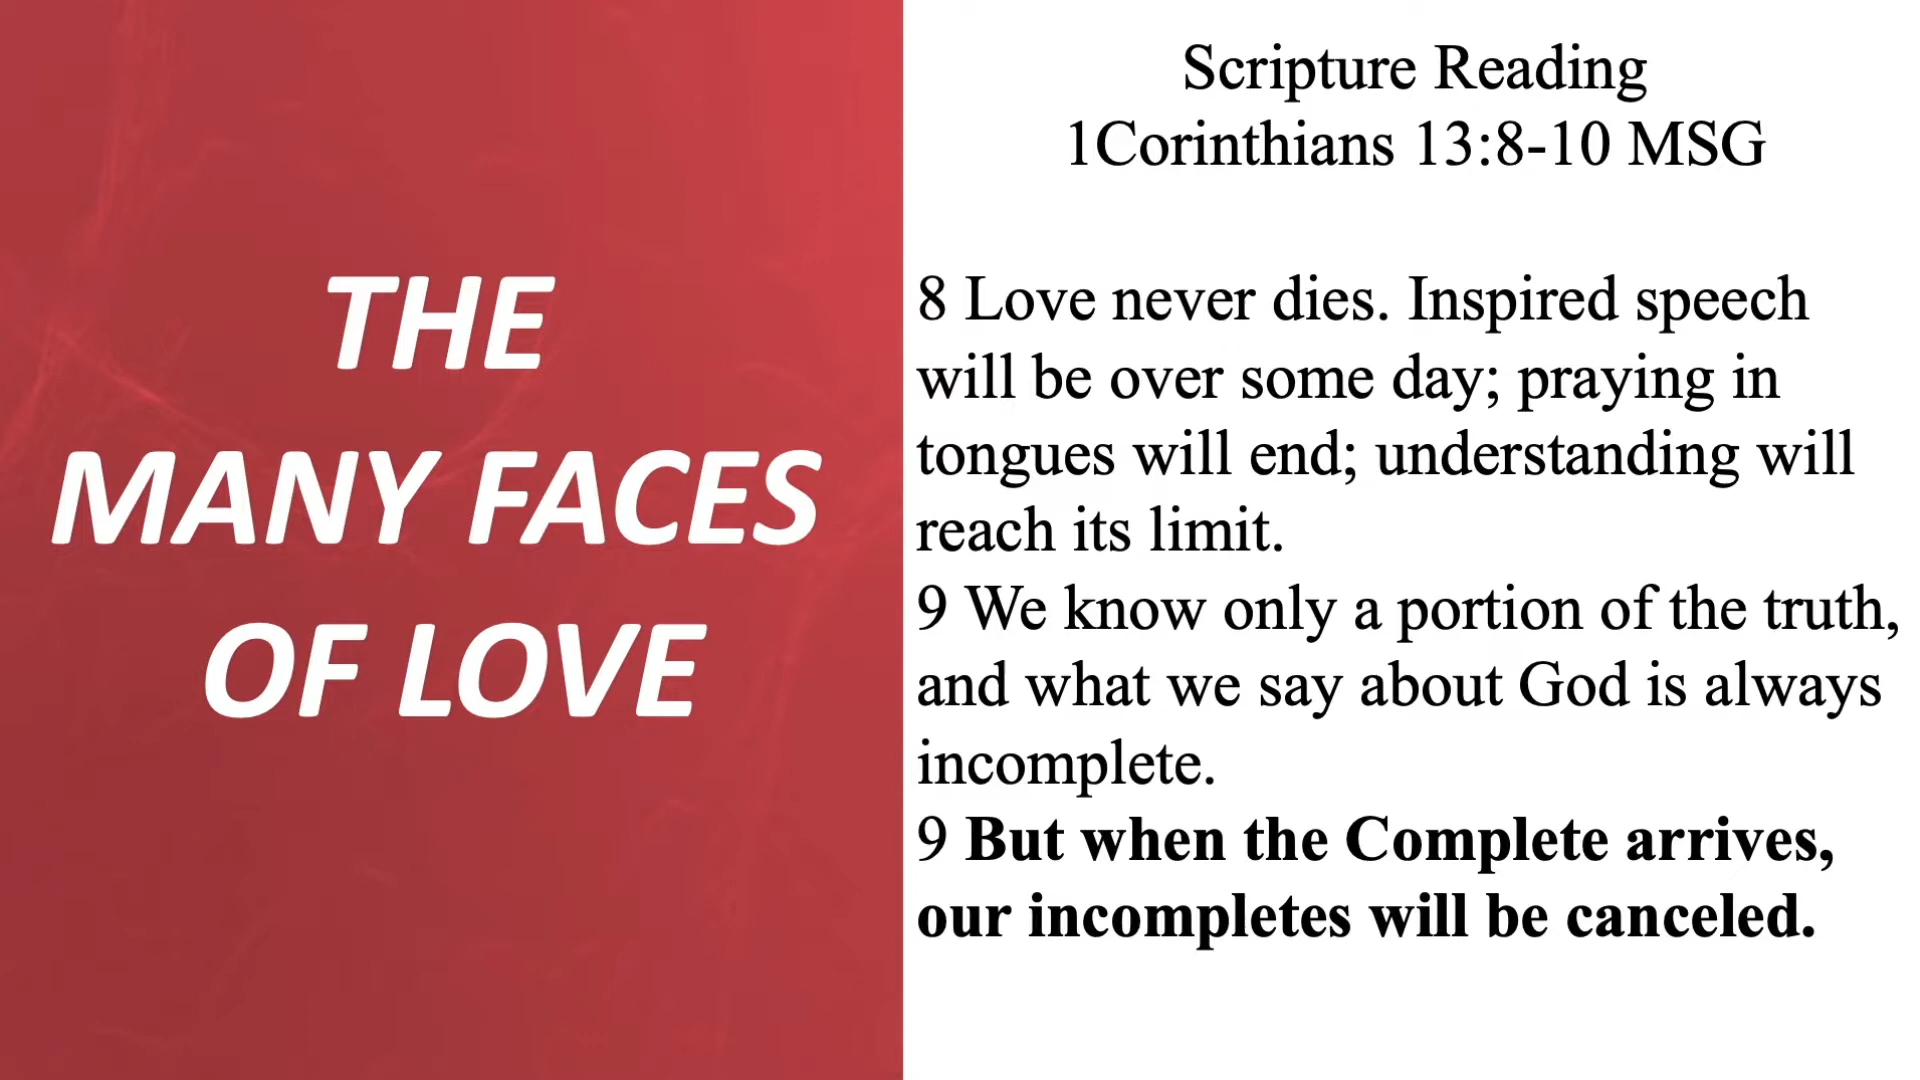 THE
MANY FACES
OF LOVE
Scripture Reading
1Corinthians 13:8-10 MSG
8 Love never dies. Inspired speech
will be over some day; praying in
tongues will end; understanding will
reach its limit.
9 We know only a portion of the truth,
and what we say about God is always
incomplete.
9 But when the Complete arrives,
our incompletes will be canceled.